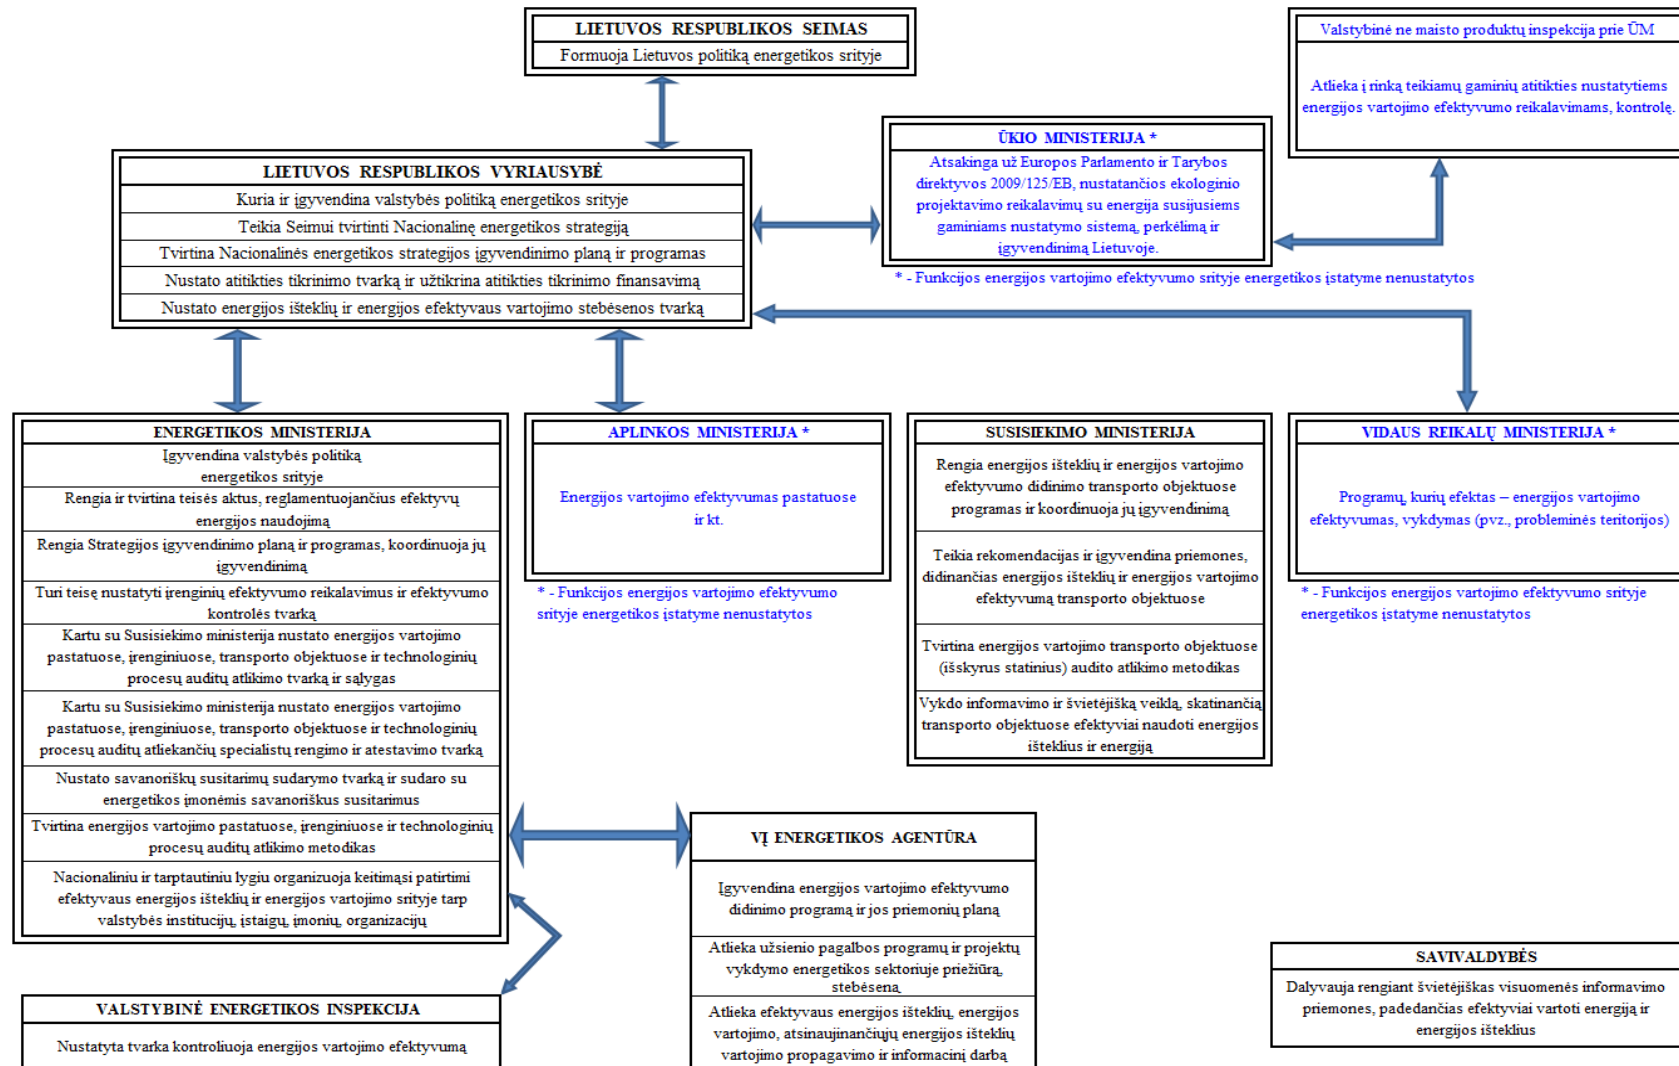 LIETUVOS RESPUBLIKOS SEIMAS
Formuoja Lietuvos politiką energetikos srityje
Valstybinė ne maisto produktų inspekcija prie ŪM
Atlieka į rinką teikiamų gaminių atitikties nustatytiems
energijos vartojimo efektyvumo reikalavimams, kontrolę.
ŪKIO MINISTERIJA *
Atsakinga už Europos Parlamento ir Tarybos
direktyvos 2009/125/EB, nustatančios ekologinio
projektavimo reikalavimų su energija susijusiems
gaminiams nustatymo sistemą, perkėlimą ir
įgyvendinimą Lietuvoje.
* - Funkcijos energijos vartojimo efektyvumo srityje energetikos įstatyme nenustatytos
LIETUVOS RESPUBLIKOS VYRIAUSYBĖ
Kuria ir įgyvendina valstybės politiką energetikos srityje
Teikia Seimui tvirtinti Nacionalinę energetikos strategiją
Tvirtina Nacionalinės energetikos strategijos įgyvendinimo planą ir programas
Nustato atitikties tikrinimo tvarką ir užtikrina atitikties tikrinimo finansavimą
Nustato energijos išteklių ir energijos efektyvaus vartojimo stebėsenos tvarką
ENERGETIKOS MINISTERIJA
Įgyvendina valstybės politiką
energetikos srityje
Rengia ir tvirtina teisės aktus, reglamentuojančius efektyvų
energijos naudojimą
Rengia Strategijos įgyvendinimo planą ir programas, koordinuoja jų
įgyvendinimą
Turi teisę nustatyti įrenginių efektyvumo reikalavimus ir efektyvumo
kontrolės tvarką
Kartu su Susisiekimo ministerija nustato energijos vartojimo
pastatuose, įrenginiuose, transporto objektuose ir technologinių
procesų auditų atlikimo tvarką ir sąlygas
Kartu su Susisiekimo ministerija nustato energijos vartojimo
pastatuose, įrenginiuose, transporto objektuose ir technologinių
procesų auditų atliekančių specialistų rengimo ir atestavimo tvarką
Nustato savanoriškų susitarimų sudarymo tvarką ir sudaro su
energetikos įmonėmis savanoriškus susitarimus
Tvirtina energijos vartojimo pastatuose, įrenginiuose ir technologinių
procesų auditų atlikimo metodikas
Nacionaliniu ir tarptautiniu lygiu organizuoja keitimąsi patirtimi
efektyvaus energijos išteklių ir energijos vartojimo srityje tarp
valstybės institucijų, įstaigų, įmonių, organizacijų
APLINKOS MINISTERIJA *
Energijos vartojimo efektyvumas pastatuose
ir kt.
* - Funkcijos energijos vartojimo efektyvumo
srityje energetikos įstatyme nenustatytos
SUSISIEKIMO MINISTERIJA
Rengia energijos išteklių ir energijos vartojimo
efektyvumo didinimo transporto objektuose
programas ir koordinuoja jų įgyvendinimą
Teikia rekomendacijas ir įgyvendina priemones,
didinančias energijos išteklių ir energijos vartojimo
efektyvumą transporto objektuose
Tvirtina energijos vartojimo transporto objektuose
(išskyrus statinius) audito atlikimo metodikas
Vykdo informavimo ir švietėjišką veiklą, skatinančią
transporto objektuose efektyviai naudoti energijos
išteklius ir energiją
VIDAUS REIKALŲ MINISTERIJA *
Programų, kurių efektas – energijos vartojimo
efektyvumas, vykdymas (pvz., probleminės teritorijos)
* - Funkcijos energijos vartojimo efektyvumo srityje
energetikos įstatyme nenustatytos
VALSTYBINĖ ENERGETIKOS INSPEKCIJA
Nustatyta tvarka kontroliuoja energijos vartojimo efektyvumą
VĮ ENERGETIKOS AGENTŪRA
Įgyvendina energijos vartojimo efektyvumo
didinimo programą ir jos priemonių planą
Atlieka užsienio pagalbos programų ir projektų
vykdymo energetikos sektoriuje priežiūrą,
stebėseną
Atlieka efektyvaus energijos išteklių, energijos
vartojimo, atsinaujinančiųjų energijos išteklių
vartojimo propagavimo ir informacinį darbą
SAVIVALDYBĖS
Dalyvauja rengiant švietėjiškas visuomenės informavimo
priemones, padedančias efektyviai vartoti energiją ir
energijos išteklius